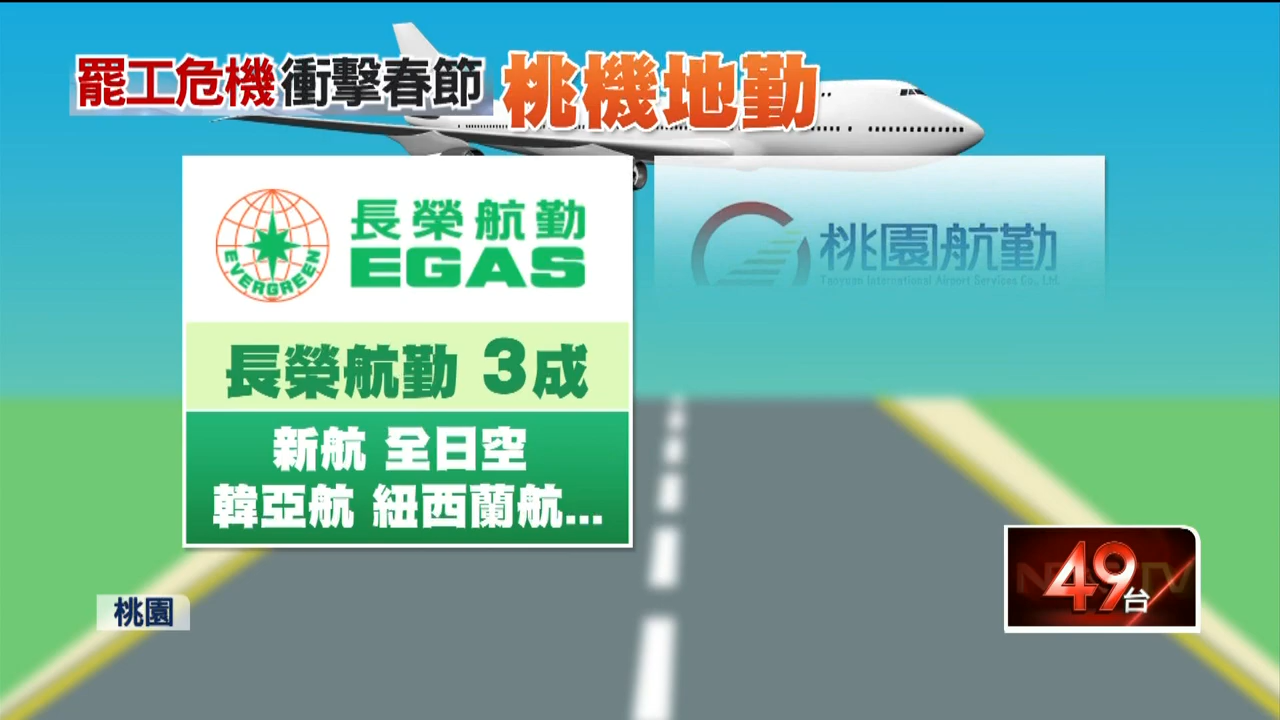 罷工危機衝擊春節 桃機地勤
EVERGREEN
長榮航勤
EGAS
桃園航勤
Taoyuan International Airport Services Co., Ltd.
長榮航勤 3成
新航 全日空
韓亞航 紐西蘭航...
桃園
49台